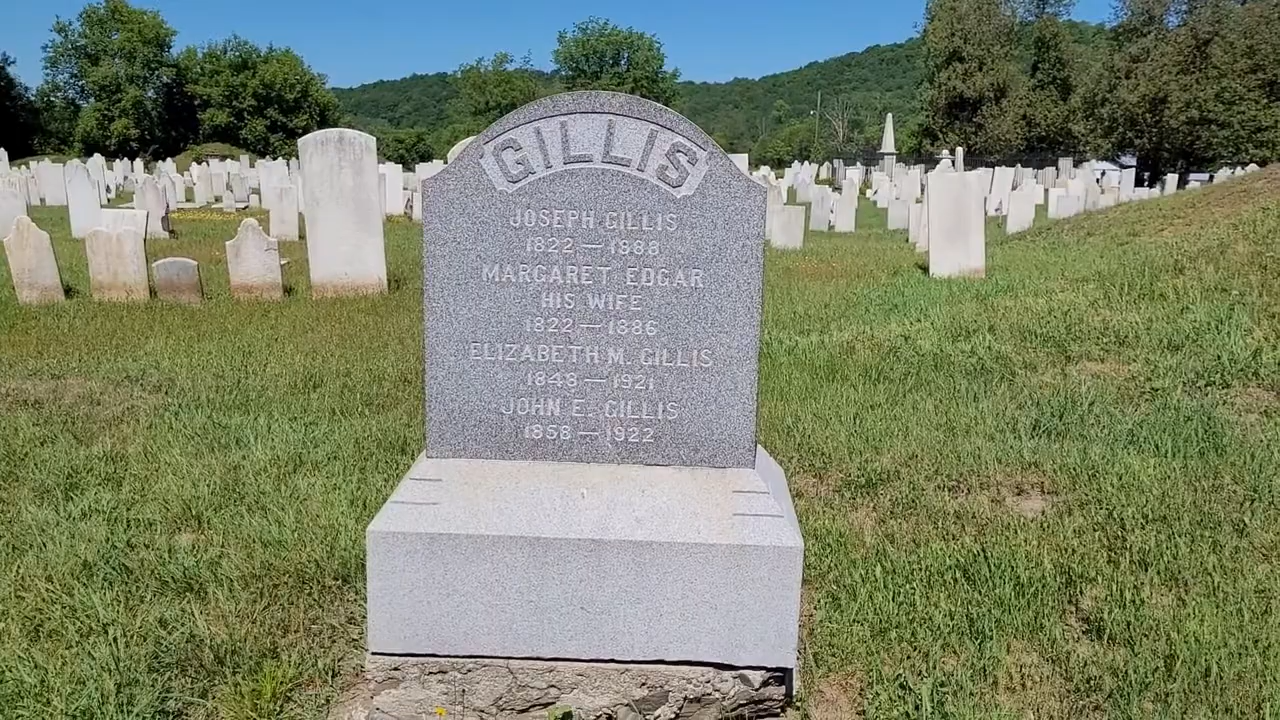 GILLIS
JOSEPH GILLIS
1822 — 1888
MARGARET EDGAR
HIS WIFE
1822 — 1886
ELIZABETH M. GILLIS
1848 — 1921
JOHN E. GILLIS
1858 — 1922